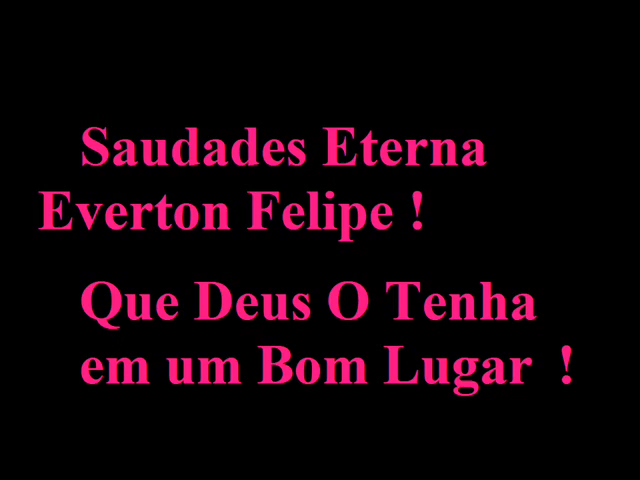 Saudades Eterna
Everton Felipe !
Que Deus O Tenha
em um Bom Lugar !